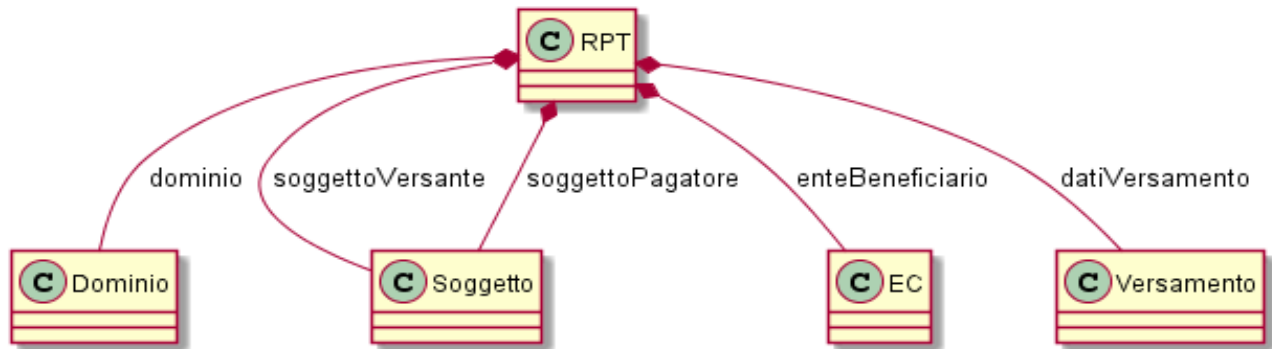 C RPT
dominio
soggettoVersante
soggettoPagatore
enteBeneficiario
datiVersamento
C Dominio
C Soggetto
C EC
C Versamento